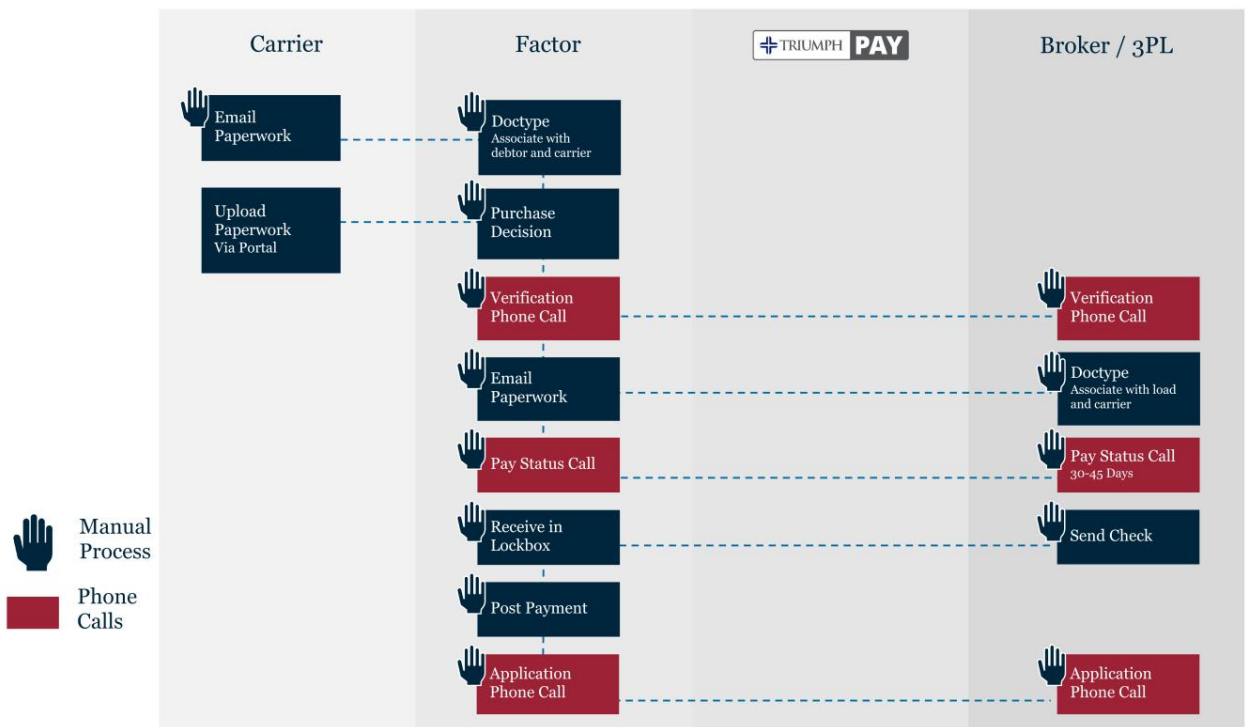 Carrier
Factor
TRIUMPH PAY
Broker / 3PL
Email
Paperwork
Doctype
Associate with
debtor and carrier
Upload
Paperwork
Via Portal
Purchase
Decision
Verification
Phone Call
Verification
Phone Call
Email
Paperwork
Doctype
Associate with load
and carrier
Pay Status Call
Pay Status Call
30-45 Days
Receive in
Lockbox
Send Check
Post Payment
Application
Phone Call
Application
Phone Call
Manual
Process
Phone
Calls